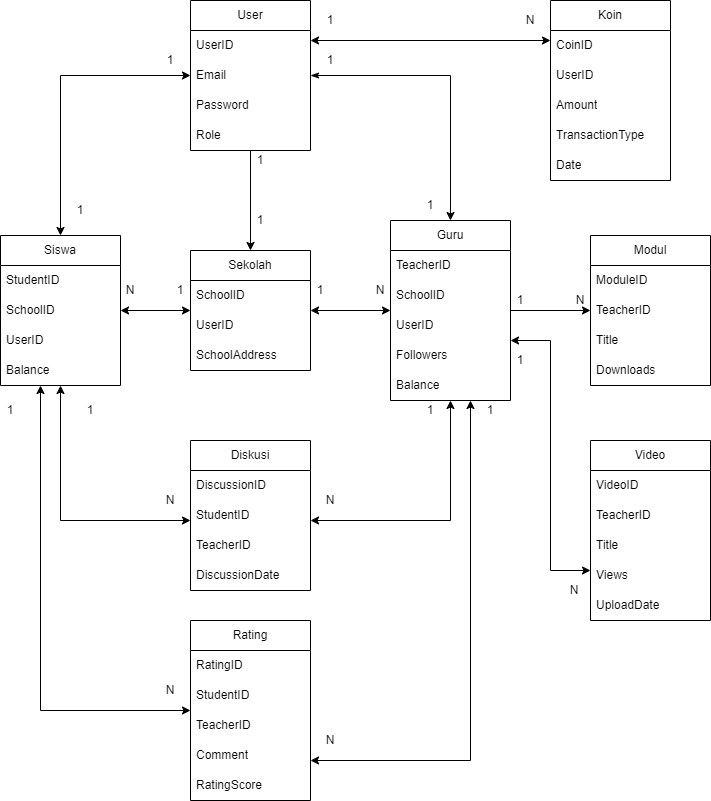 User
UserID
Email
Password
Role
1
N
Koin
CoinID
UserID
Amount
TransactionType
Date
1
1
1
1
1
1
Siswa
StudentID
SchoolID
UserID
Balance
N
1
Sekolah
SchoolID
UserID
SchoolAddress
1
N
Guru
TeacherID
SchoolID
UserID
Followers
Balance
1
N
Modul
ModuleID
TeacherID
Title
Downloads
1
1
1
1
1
Diskusi
DiscussionID
StudentID
TeacherID
DiscussionDate
N
N
Video
VideoID
TeacherID
Title
Views
UploadDate
N
Rating
RatingID
StudentID
TeacherID
Comment
RatingScore
N
N